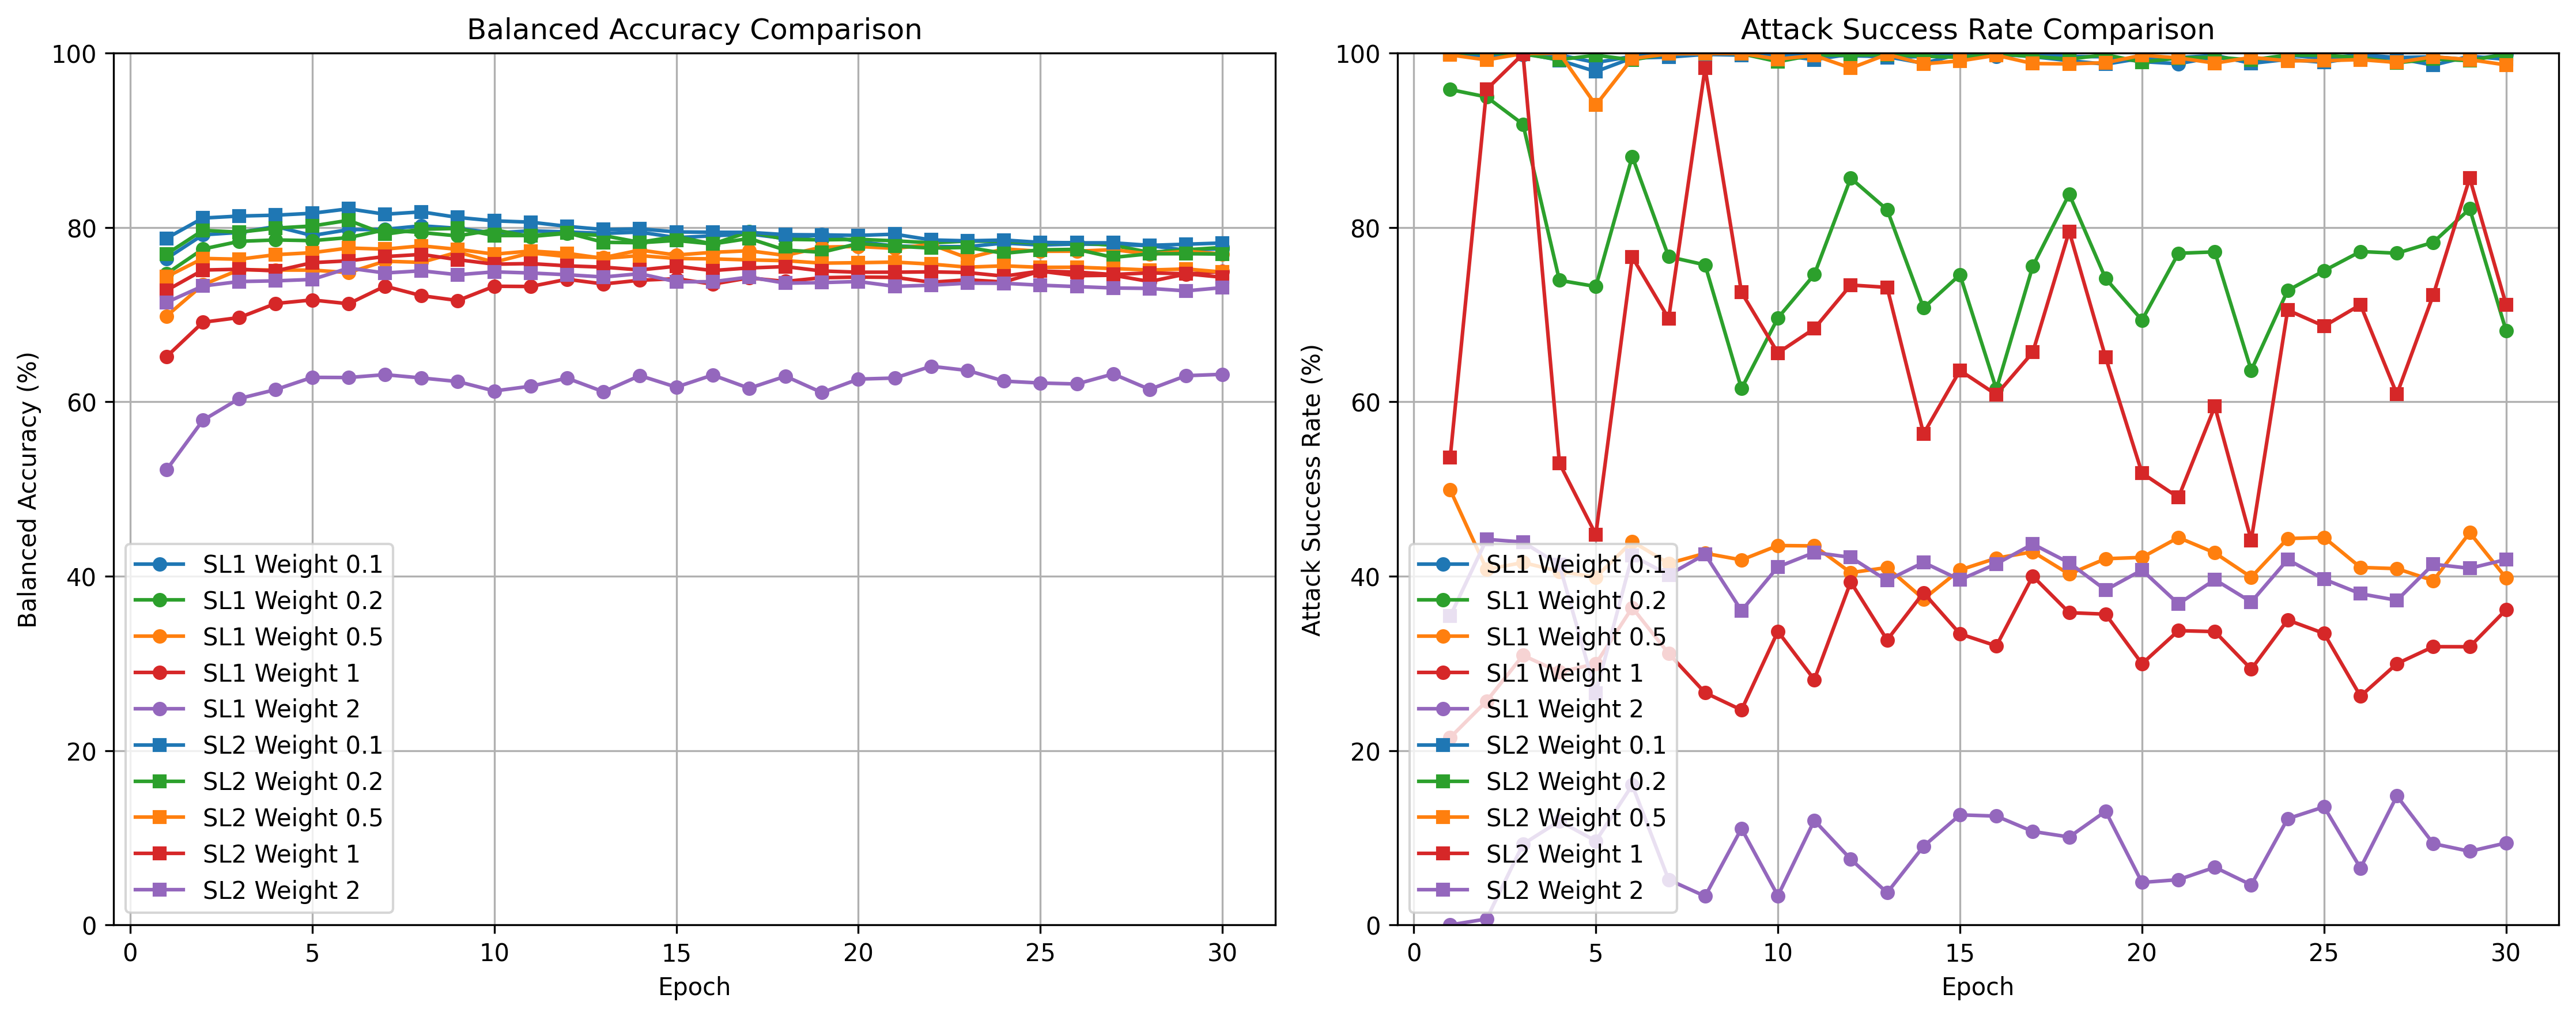 Balanced Accuracy Comparison
Balanced Accuracy (%)
100
80
60
40
20
0
SL1 Weight 0.1
SL1 Weight 0.2
SL1 Weight 0.5
SL1 Weight 1
SL1 Weight 2
SL2 Weight 0.1
SL2 Weight 0.2
SL2 Weight 0.5
SL2 Weight 1
SL2 Weight 2
0 5 10 15 20 25 30
Epoch
Attack Success Rate Comparison
Attack Success Rate (%)
100
80
60
40
20
0
SL1 Weight 0.1
SL1 Weight 0.2
SL1 Weight 0.5
SL1 Weight 1
SL1 Weight 2
SL2 Weight 0.1
SL2 Weight 0.2
SL2 Weight 0.5
SL2 Weight 1
SL2 Weight 2
0 5 10 15 20 25 30
Epoch